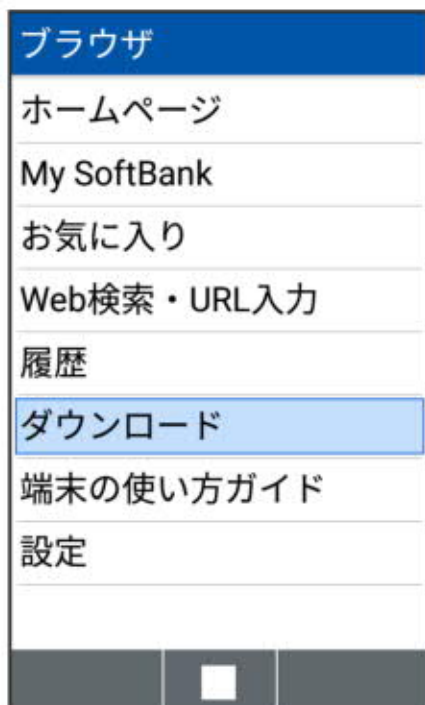 ブラウザ
ホームページ
My SoftBank
お気に入り
Web検索・URL入力
履歴
ダウンロード
端末の使い方ガイド
設定